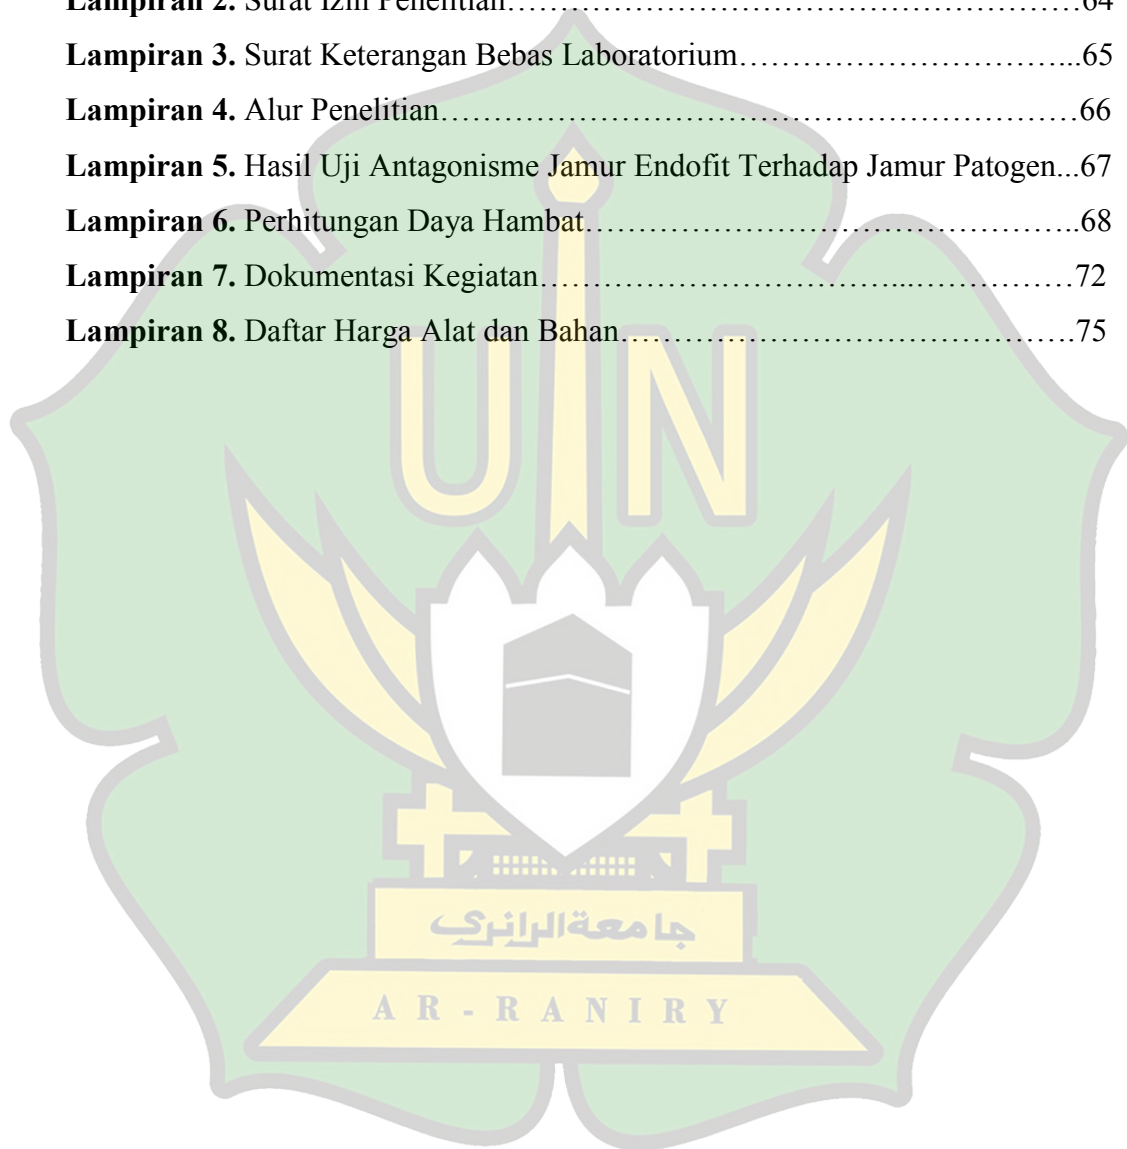 Lampiran 2. Surat Izin Penelitian……………………………………………64
Lampiran 3. Surat Keterangan Bebas Laboratorium…………………………...65
Lampiran 4. Alur Penelitian……………………………………………………66
Lampiran 5. Hasil Uji Antagonisme Jamur Endofit Terhadap Jamur Patogen...67
Lampiran 6. Perhitungan Daya Hambat………………………………………..68
Lampiran 7. Dokumentasi Kegiatan……………………………...……………72
Lampiran 8. Daftar Harga Alat dan Bahan…………………………………….75
UIN
جامعة الرانري
AR-RANIRY